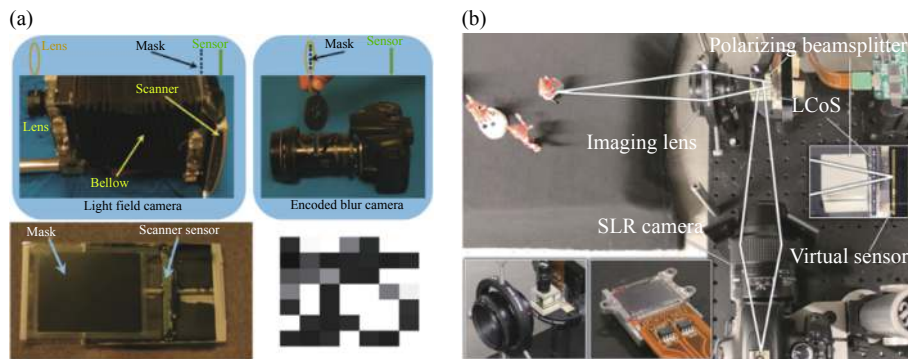 (a)
Lens
Mask
Sensor
Scanner
Lens
Bellow
Light field camera
Mask
Sensor
Encoded blur camera
Mask
Scanner sensor
(b)
Polarizing beamsplitter
LCoS
Imaging lens
SLR camera
Virtual sensor